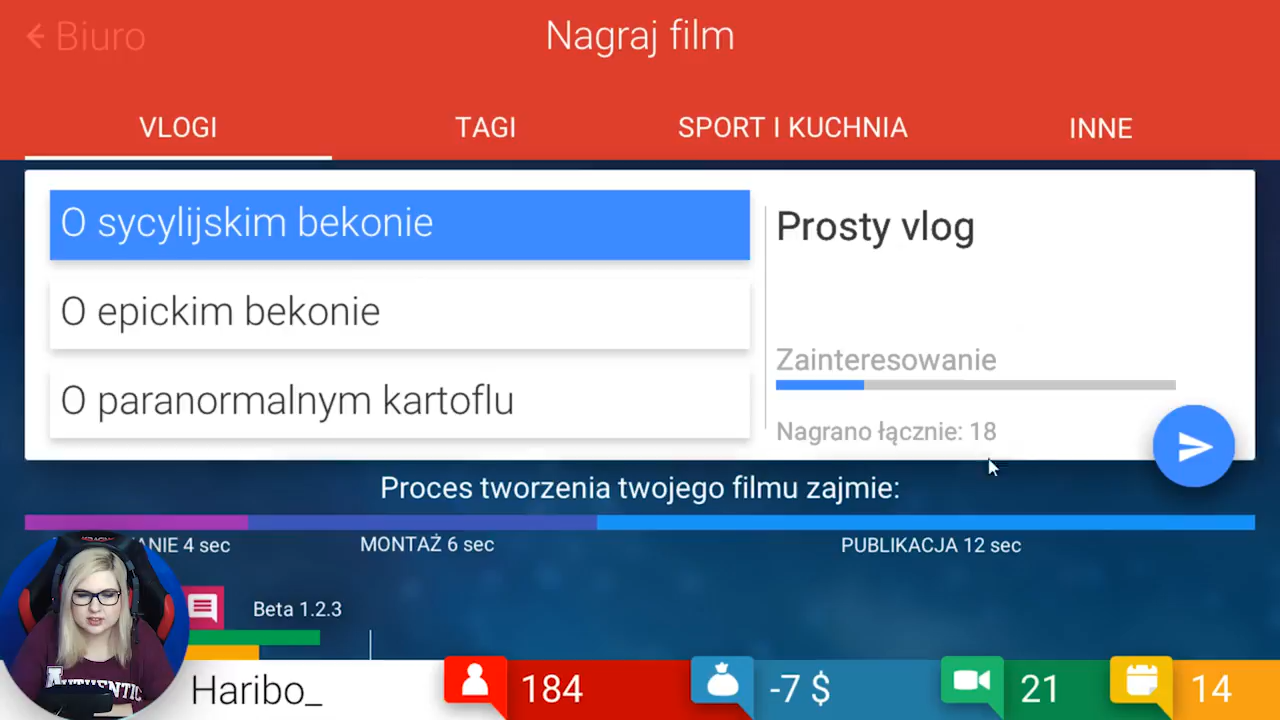 Biuro
Nagraj film
VLOGI
TAGI
SPORT I KUCHNIA
INNE
O sycylijskim bekonie
O epickim bekonie
O paranormalnym kartoflu
Prosty vlog
Zainteresowanie
Nagrano łącznie: 18
Proces tworzenia twojego filmu zajmie:
4 sec
MONTAŻ 6 sec
PUBLIKACJA 12 sec
Beta 1.2.3
AUTHENTIC
Haribo_
184
-7 $
21
14